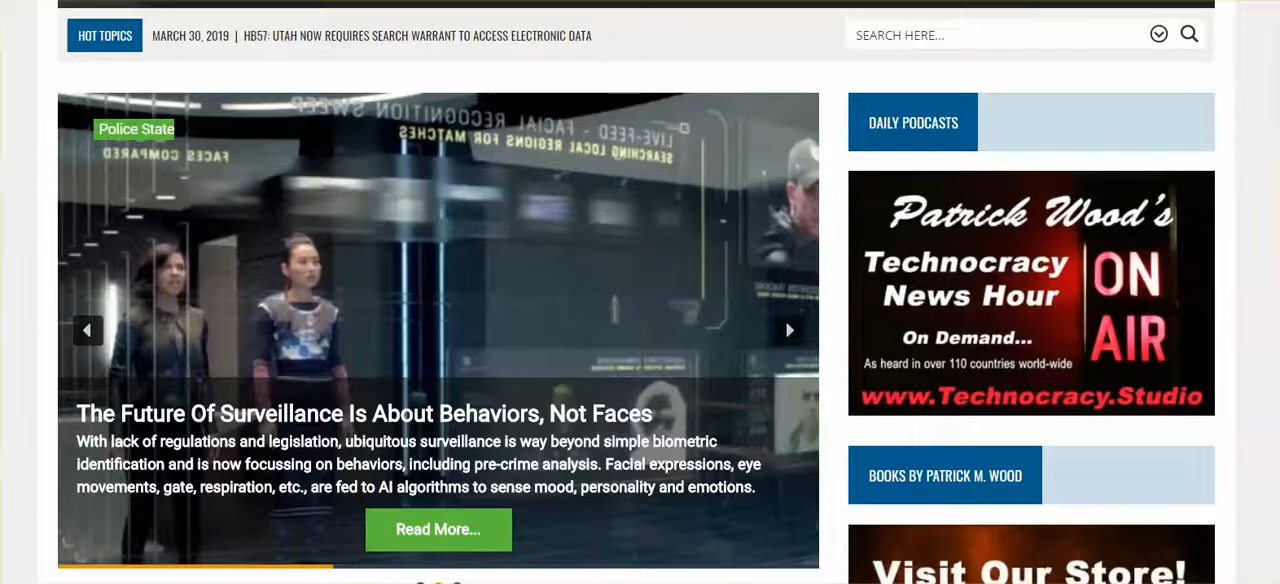 HOT TOPICS
MARCH 30, 2019 | HB57: UTAH NOW REQUIRES SEARCH WARRANT TO ACCESS ELECTRONIC DATA
SEARCH HERE...
Police State
LIVE-FEED - FACIAL RECOGNITION SWEEP
SEARCHING LOCAL REGIONS FOR MATCHES
FACES COMPARED
The Future Of Surveillance Is About Behaviors, Not Faces
With lack of regulations and legislation, ubiquitous surveillance is way beyond simple biometric
identification and is now focussing on behaviors, including pre-crime analysis. Facial expressions, eye
movements, gate, respiration, etc., are fed to AI algorithms to sense mood, personality and emotions.
Read More...
DAILY PODCASTS
Patrick Wood's
Technocracy
News Hour
ON
AIR
On Demand...
As heard in over 110 countries world-wide
www.Technocracy.Studio
BOOKS BY PATRICK M. WOOD
Visit Our Store!